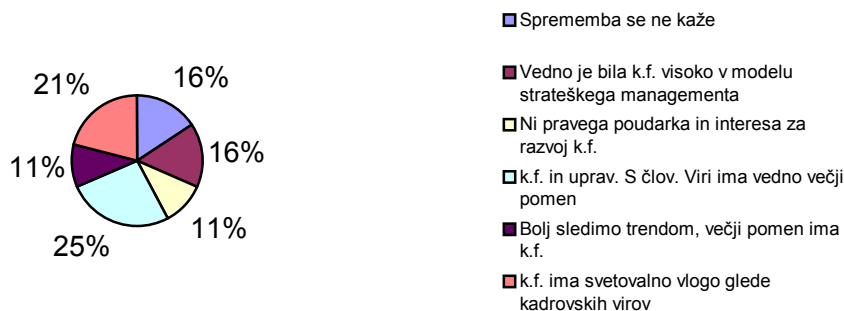 21%
16%
16%
11%
25%
11%
Sprememba se ne kaže
Vedno je bila k.f. visoko v modelu
strateškega managementa
Ni pravega poudarka in interesa za
razvoj k.f.
k.f. in uprav. S člov. Viri ima vedno večji
pomen
Bolj sledimo trendom, večji pomen ima
k.f.
k.f. ima svetovalno vlogo glede
kadrovskih virov